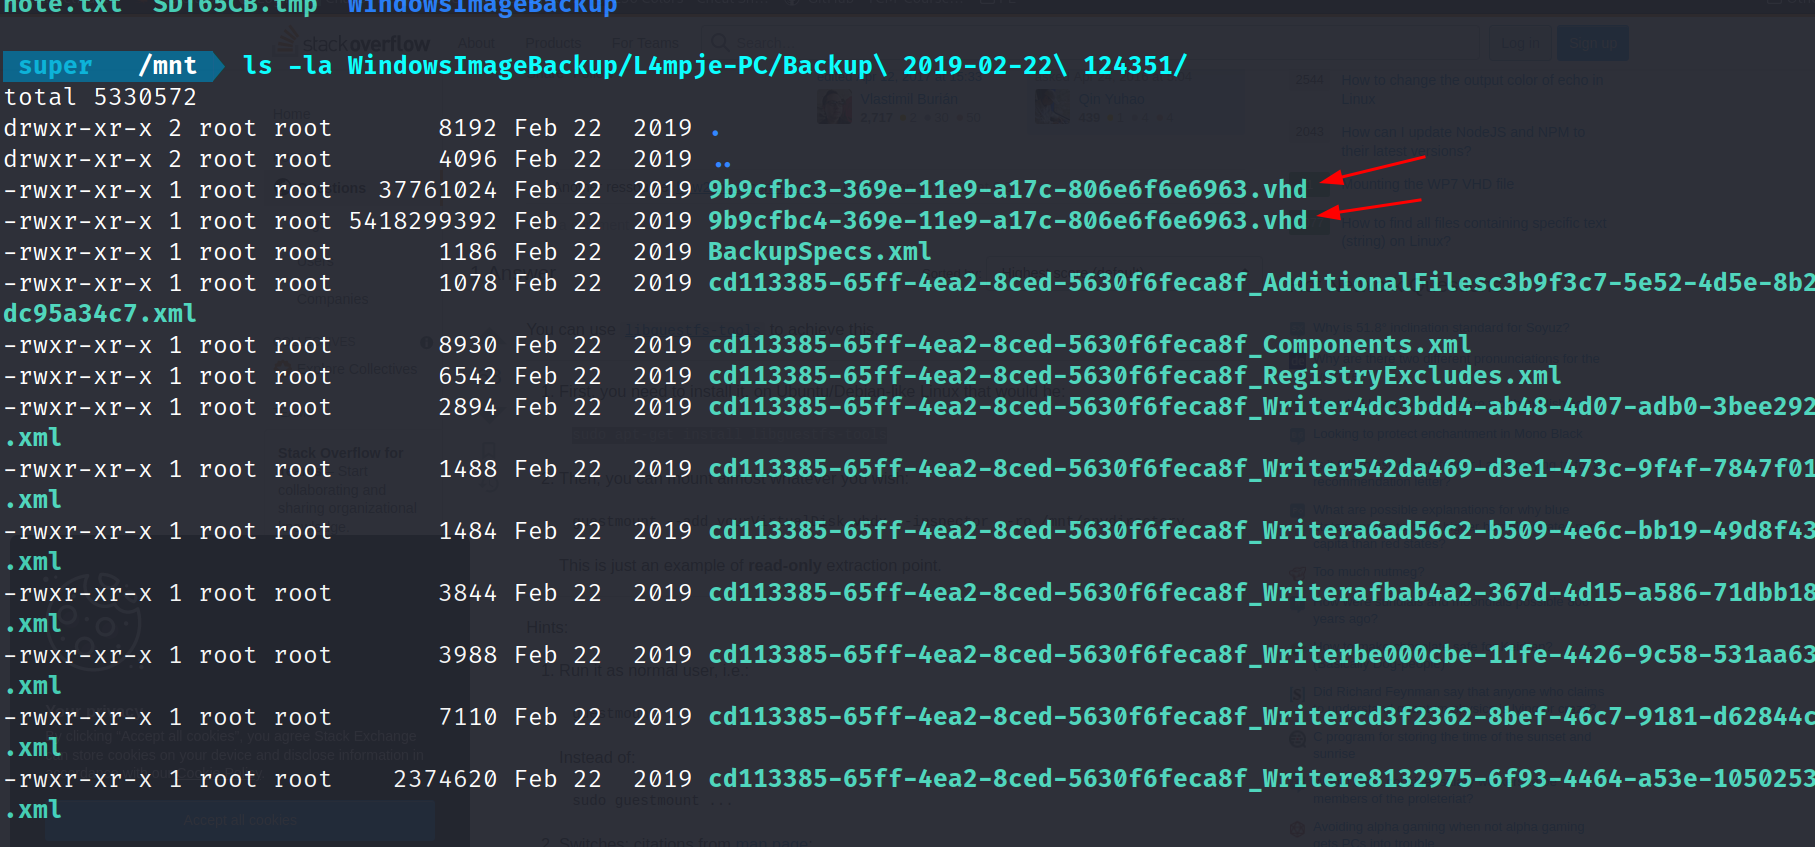 note.txt SDT65CB.tmp WindowsImageBackup
super /mnt ls -la WindowsImageBackup/L4mpje-PC/Backup\ 2019-02-22\ 124351/
total 5330572
drwxr-xr-x 2 root root 8192 Feb 22 2019 .
drwxr-xr-x 2 root root 4096 Feb 22 2019 ..
-rwxr-xr-x 1 root root 37761024 Feb 22 2019 9b9cfbc3-369e-11e9-a17c-806e6f6e6963.vhd
-rwxr-xr-x 1 root root 5418299392 Feb 22 2019 9b9cfbc4-369e-11e9-a17c-806e6f6e6963.vhd
-rwxr-xr-x 1 root root 1186 Feb 22 2019 BackupSpecs.xml
-rwxr-xr-x 1 root root 1078 Feb 22 2019 cd113385-65ff-4ea2-8ced-5630f6feca8f_AdditionalFilesc3b9f3c7-5e52-4d5e-8b2
dc95a34c7.xml
-rwxr-xr-x 1 root root 8930 Feb 22 2019 cd113385-65ff-4ea2-8ced-5630f6feca8f_Components.xml
-rwxr-xr-x 1 root root 6542 Feb 22 2019 cd113385-65ff-4ea2-8ced-5630f6feca8f_RegistryExcludes.xml
-rwxr-xr-x 1 root root 2894 Feb 22 2019 cd113385-65ff-4ea2-8ced-5630f6feca8f_Writer4dc3bdd4-ab48-4d07-adb0-3bee292
.xml
-rwxr-xr-x 1 root root 1488 Feb 22 2019 cd113385-65ff-4ea2-8ced-5630f6feca8f_Writer542da469-d3e1-473c-9f4f-7847f01
.xml
-rwxr-xr-x 1 root root 1484 Feb 22 2019 cd113385-65ff-4ea2-8ced-5630f6feca8f_Writera6ad56c2-b509-4e6c-bb19-49d8f43
.xml
-rwxr-xr-x 1 root root 3844 Feb 22 2019 cd113385-65ff-4ea2-8ced-5630f6feca8f_Writerafbab4a2-367d-4d15-a586-71dbb18
.xml
-rwxr-xr-x 1 root root 3988 Feb 22 2019 cd113385-65ff-4ea2-8ced-5630f6feca8f_Writerbe000cbe-11fe-4426-9c58-531aa63
.xml
-rwxr-xr-x 1 root root 7110 Feb 22 2019 cd113385-65ff-4ea2-8ced-5630f6feca8f_Writercd3f2362-8bef-46c7-9181-d62844c
.xml
-rwxr-xr-x 1 root root 2374620 Feb 22 2019 cd113385-65ff-4ea2-8ced-5630f6feca8f_Writere8132975-6f93-4464-a53e-1050253
.xml